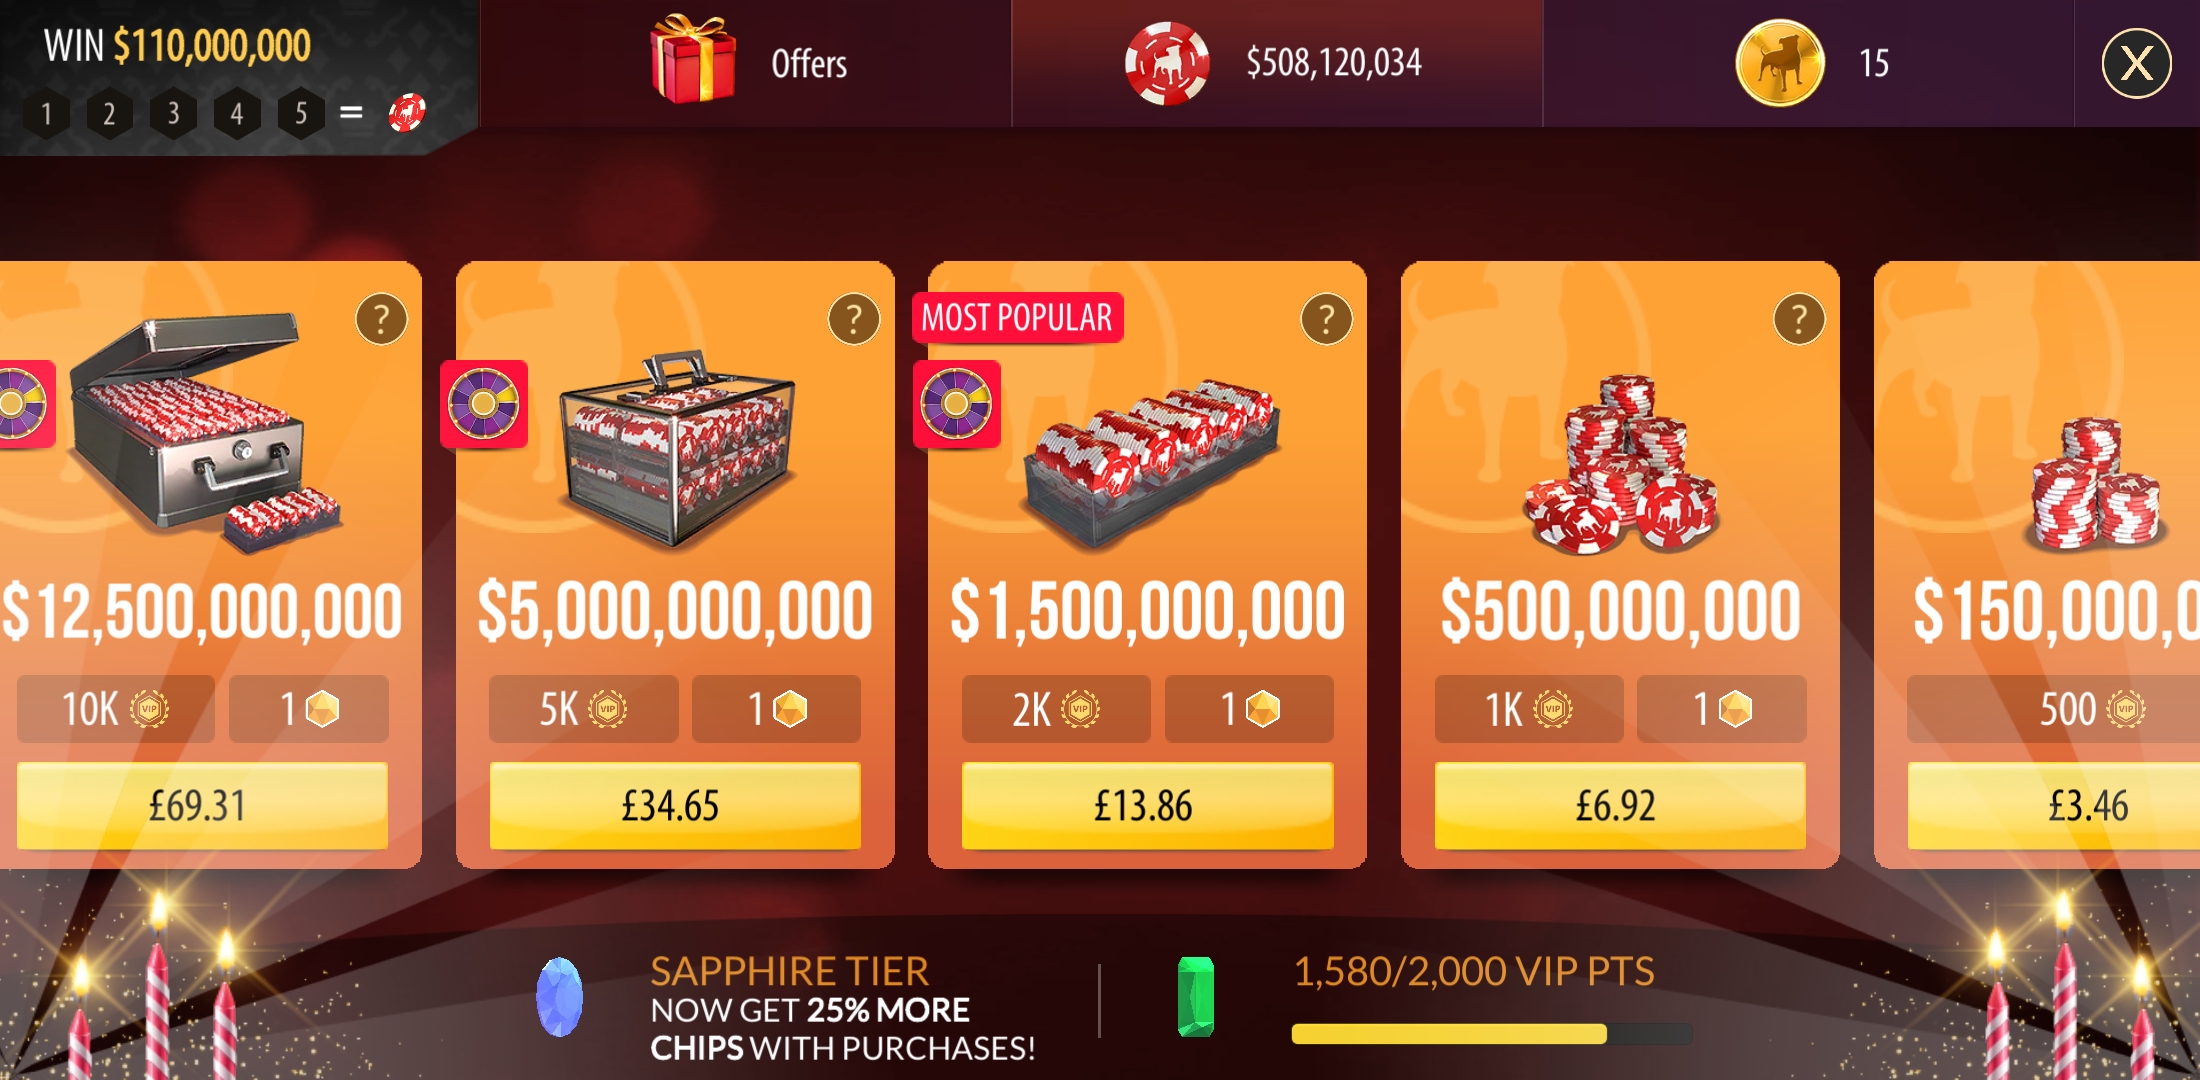 WIN $110,000,000
1 2 3 4 5 =
Offers
$508,120,034
15
X
? ? ? ?
MOST POPULAR
$12,500,000,000
10K VIP 1
£69.31
$5,000,000,000
5K VIP 1
£34.65
$1,500,000,000
2K VIP 1
£13.86
$500,000,000
1K VIP 1
£6.92
$150,000,0
500 VIP
£3.46
SAPPHIRE TIER
NOW GET 25% MORE
CHIPS WITH PURCHASES!
1,580/2,000 VIP PTS